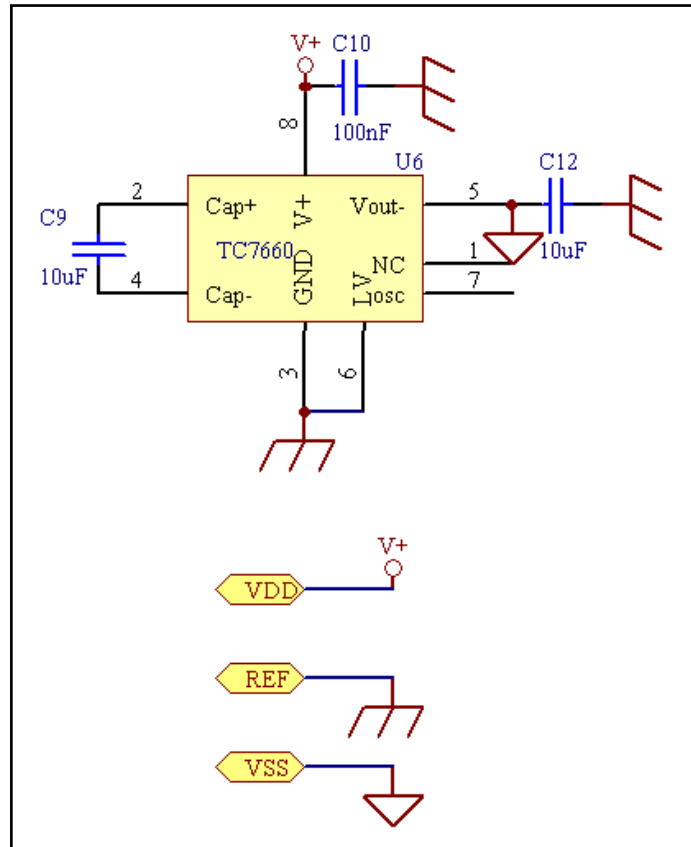 V+
C10
8
100nF
U6
C12
2
Cap+
V+
Vout-
5
C9
TC7660
10uF
NC
1
10uF
4
Cap-
GND
LV
osc
7
3
6
V+
VDD
REF
VSS